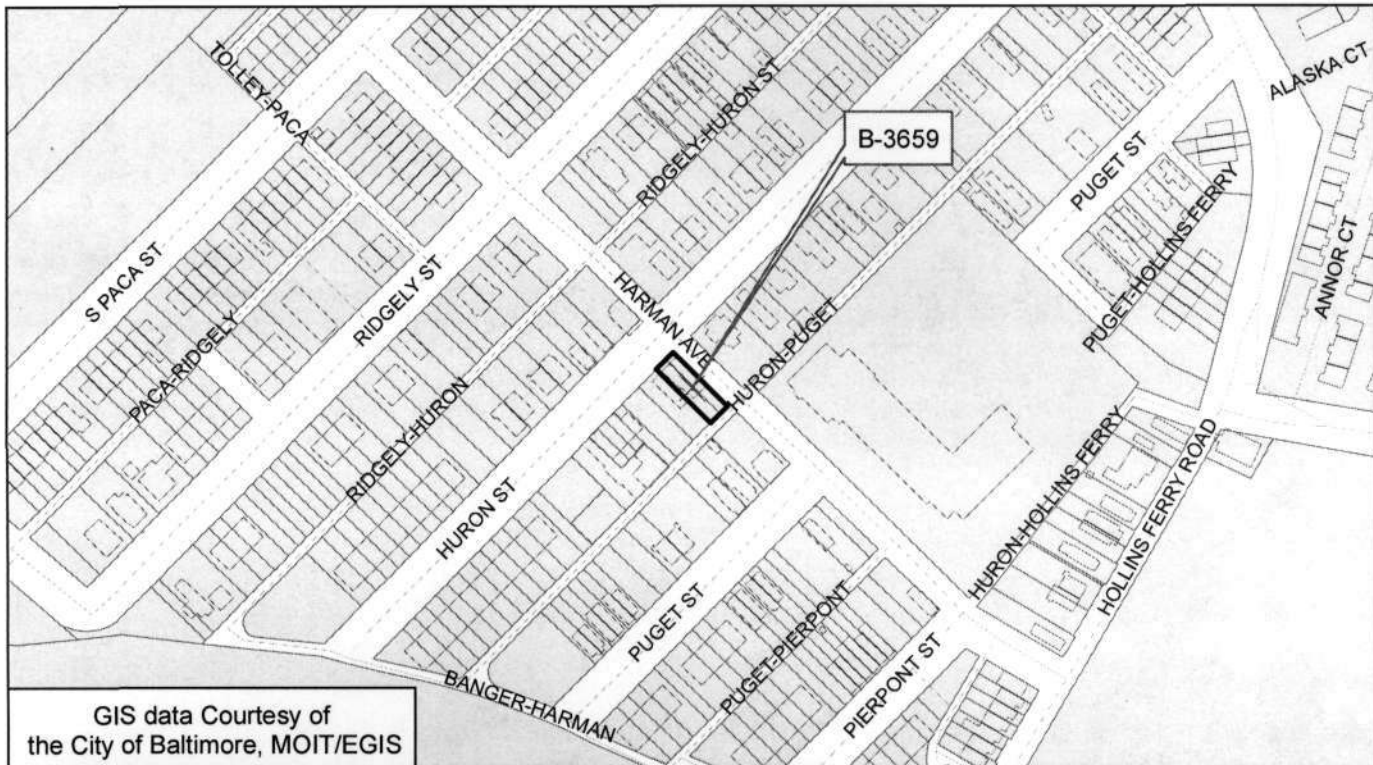 TOLLEY-PACA
RIDGELY-HURON ST
ALASKA CT
B-3659
PUGET ST
PUGET-HOLLINS FERRY
ANNOR CT
S PACA ST
PACA-RIDGELY
RIDGELY ST
HARMAN AVE
HURON-PUGET
RIDGELY-HURON
HURON ST
HURON-HOLLINS FERRY
HOLLINS FERRY ROAD
PUGET ST
PUGET-PIERPONT
PIERPONT ST
BANGER-HARMAN
GIS data Courtesy of
the City of Baltimore, MOIT/EGIS